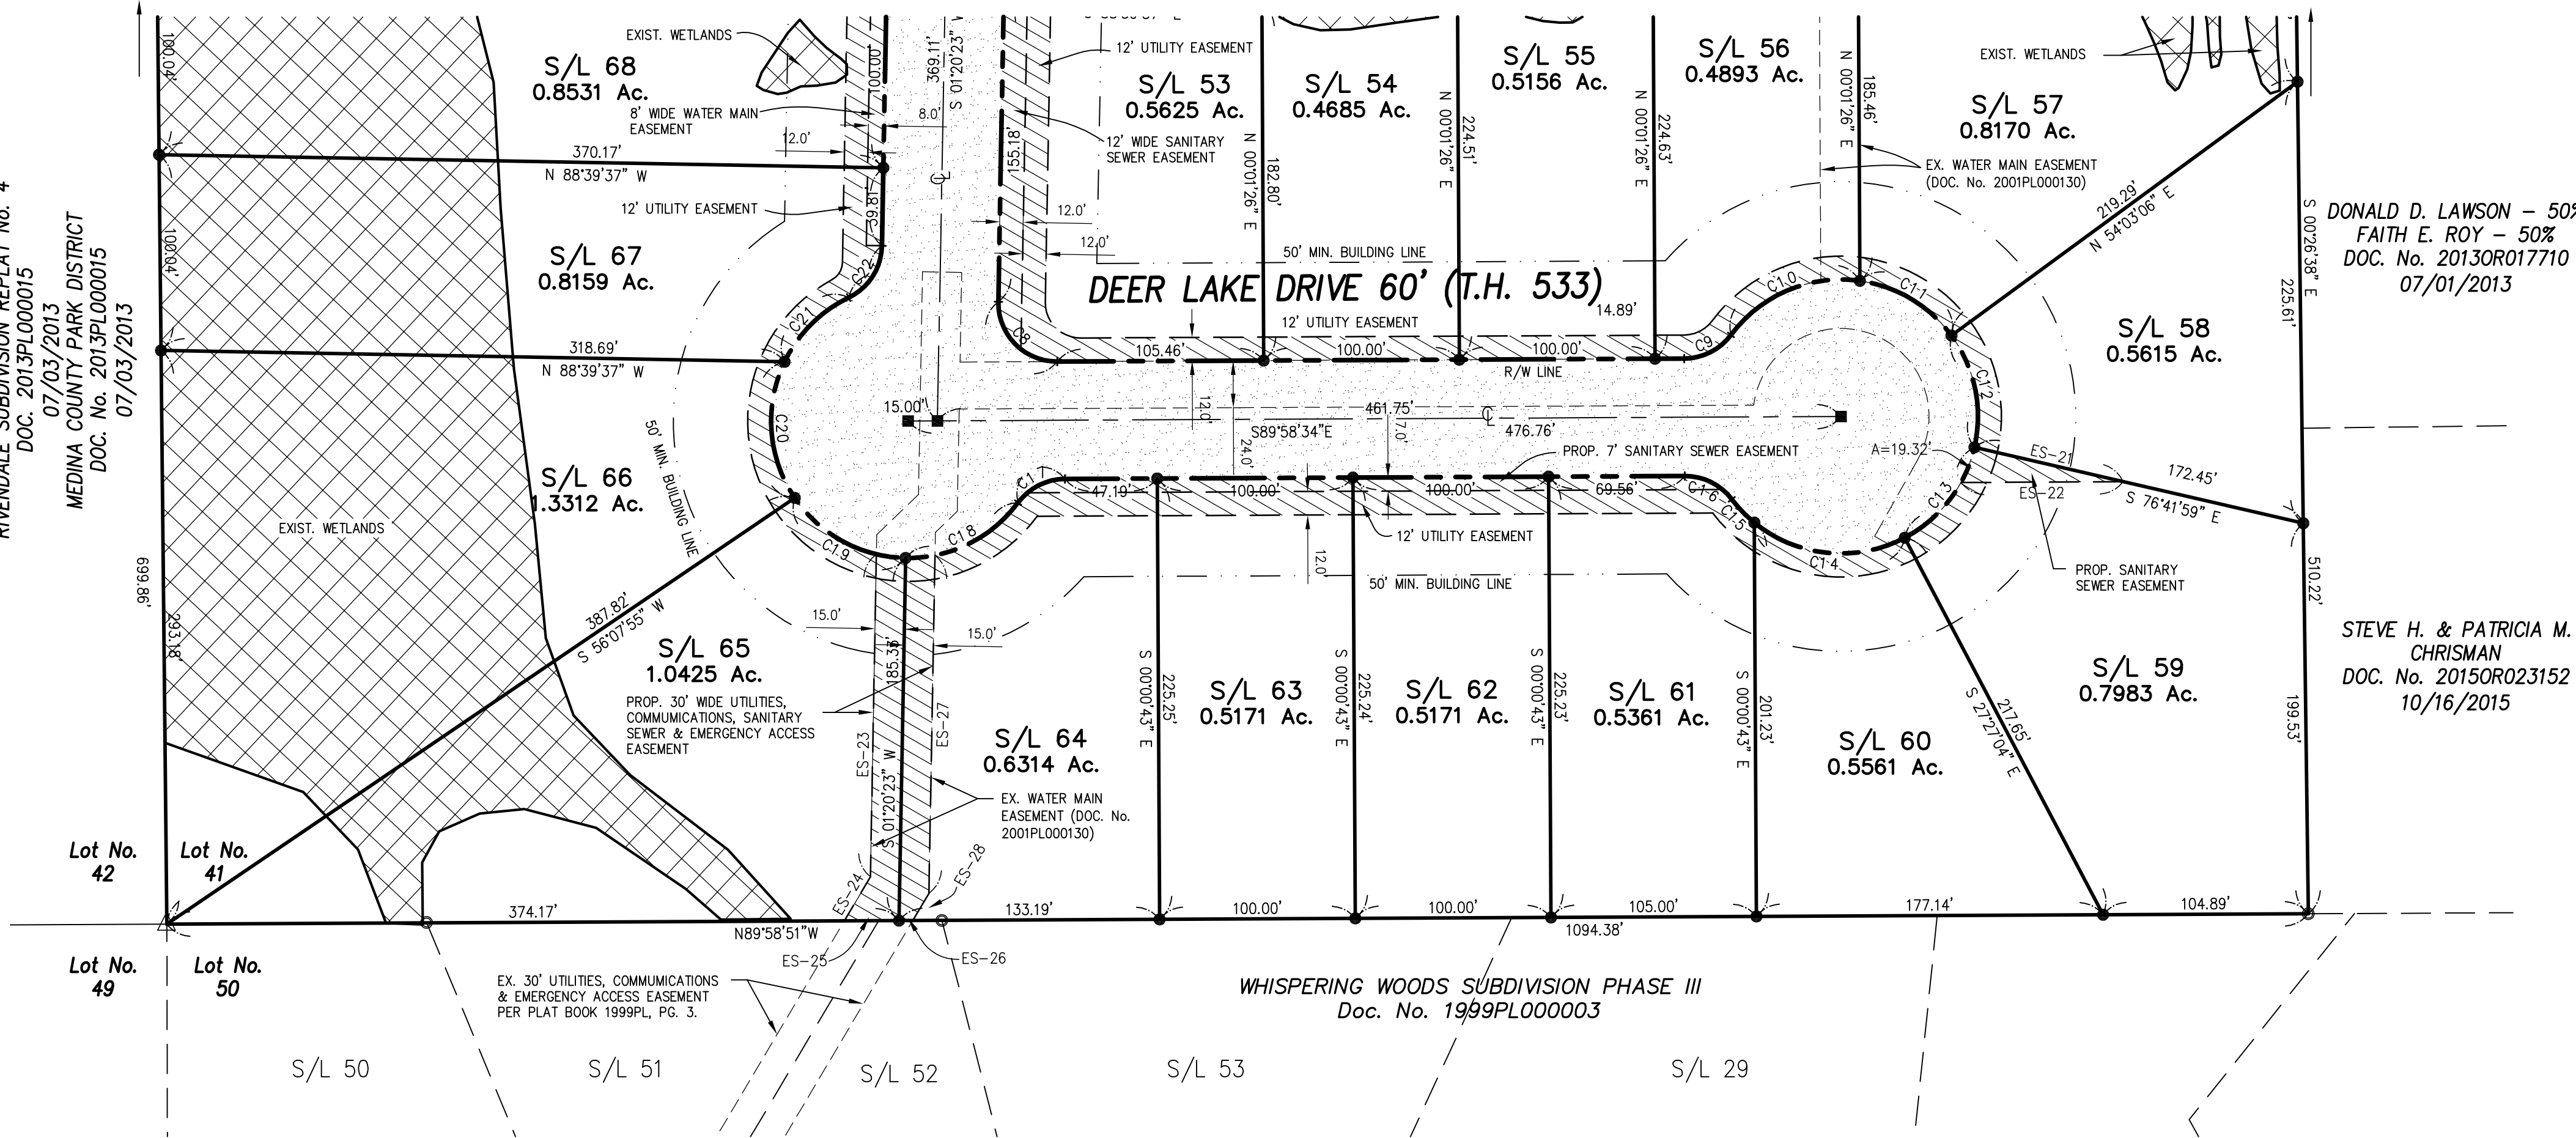 RIVENDALE SUBDIVISION REPLAT No. 4
DOC. 2013PL000015
07/03/2013
MEDINA COUNTY PARK DISTRICT
DOC. No. 2013PL000015
07/03/2013
100.04'
100.04'
699.86'
293.18'
EXIST. WETLANDS
S/L 68
0.8531 Ac.
EXIST. WETLANDS
8' WIDE WATER MAIN
EASEMENT
12.0'
8.0'
100.00'
369.11'
S 01°20'23"
370.17'
N 88°39'37" W
12' UTILITY EASEMENT
39.81'
S/L 67
0.8159 Ac.
C22
C21
318.69'
N 88°39'37" W
C20
S/L 66
1.3312 Ac.
50' MIN. BUILDING LINE
C19
387.82'
S 56°07'55" W
S/L 65
1.0425 Ac.
PROP. 30' WIDE UTILITIES,
COMMUMICATIONS, SANITARY
SEWER & EMERGENCY ACCESS
EASEMENT
15.0'
15.0'
C18
ES-23
S 01°20'23" W
ES-27
ES-24
ES-28
ES-25
ES-26
374.17'
N89°58'51"W
Lot No.
42
Lot No.
41
Lot No.
49
Lot No.
50
EX. 30' UTILITIES, COMMUMICATIONS
& EMERGENCY ACCESS EASEMENT
PER PLAT BOOK 1999PL, PG. 3.
S/L 50
S/L 51
S/L 52
S/L 53
S/L 29
12' UTILITY EASEMENT
12' WIDE SANITARY
SEWER EASEMENT
155.18'
12.0'
12.0'
S/L 53
0.5625 Ac.
S/L 54
0.4685 Ac.
S/L 55
0.5156 Ac.
S/L 56
0.4893 Ac.
S/L 57
0.8170 Ac.
EXIST. WETLANDS
N 00°01'26" E
182.80'
N 00°01'26" E
224.51'
N 00°01'26" E
224.63'
N 00°01'26" E
185.46'
EX. WATER MAIN EASEMENT
(DOC. No. 2001PL000130)
50' MIN. BUILDING LINE
DEER LAKE DRIVE 60' (T.H. 533)
14.89'
12' UTILITY EASEMENT
C8
105.46'
100.00'
100.00'
R/W LINE
C9
C10
C11
C12
219.29'
N 54°03'06" E
S 00°26'38" E
225.61'
S/L 58
0.5615 Ac.
DONALD D. LAWSON – 50%
FAITH E. ROY – 50%
DOC. No. 2013OR017710
07/01/2013
15.00'
461.75'
S89°58'34"E
476.76'
12.0'
24.0'
7.0'
PROP. 7' SANITARY SEWER EASEMENT
A=19.32'
ES-21
172.45'
ES-22
S 76°41'59" E
47.19'
100.00'
100.00'
69.56'
C16
C15
C14
C13
12' UTILITY EASEMENT
12.0'
50' MIN. BUILDING LINE
PROP. SANITARY
SEWER EASEMENT
510.22'
STEVE H. & PATRICIA M.
CHRISMAN
DOC. No. 2015OR023152
10/16/2015
S/L 64
0.6314 Ac.
EX. WATER MAIN
EASEMENT (DOC. No.
2001PL000130)
S 00°00'43" E
225.25'
S/L 63
0.5171 Ac.
S 00°00'43" E
225.24'
S/L 62
0.5171 Ac.
S 00°00'43" E
225.23'
S/L 61
0.5361 Ac.
S 00°00'43" E
201.23'
S/L 60
0.5561 Ac.
217.65'
S 27°27'04" E
S/L 59
0.7983 Ac.
199.53'
133.19'
100.00'
100.00'
105.00'
177.14'
104.89'
1094.38'
WHISPERING WOODS SUBDIVISION PHASE III
Doc. No. 1999PL000003